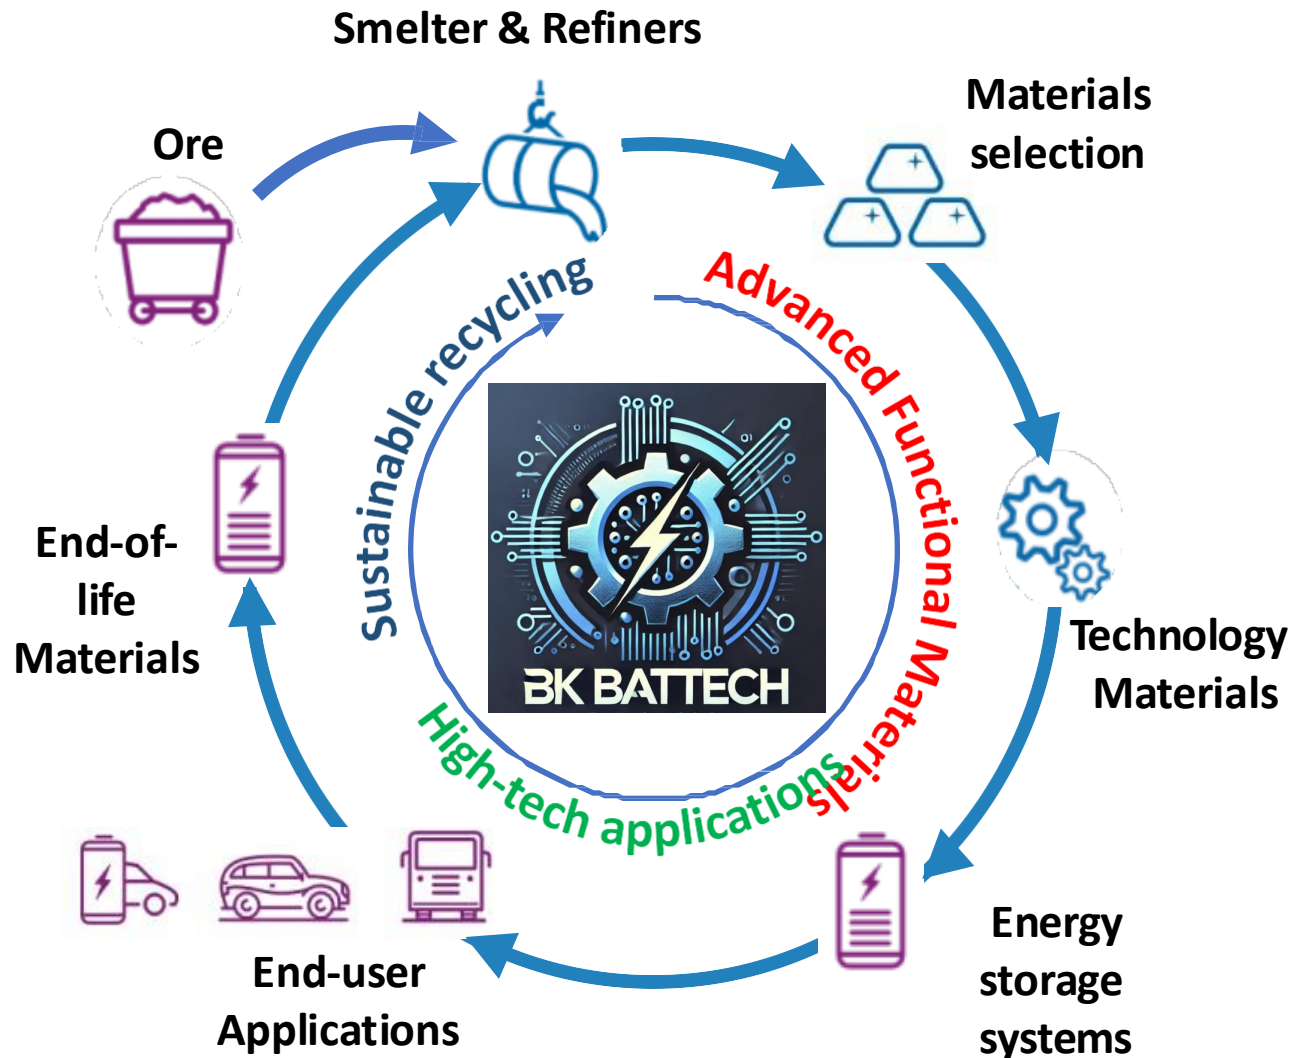 Smelter & Refiners
Ore
Materials
selection
Sustainable recycling
Advanced Functional Materials
BK BATTECH
End-of-
life
Materials
Technology
Materials
High-tech applications
End-user
Applications
Energy
storage
systems